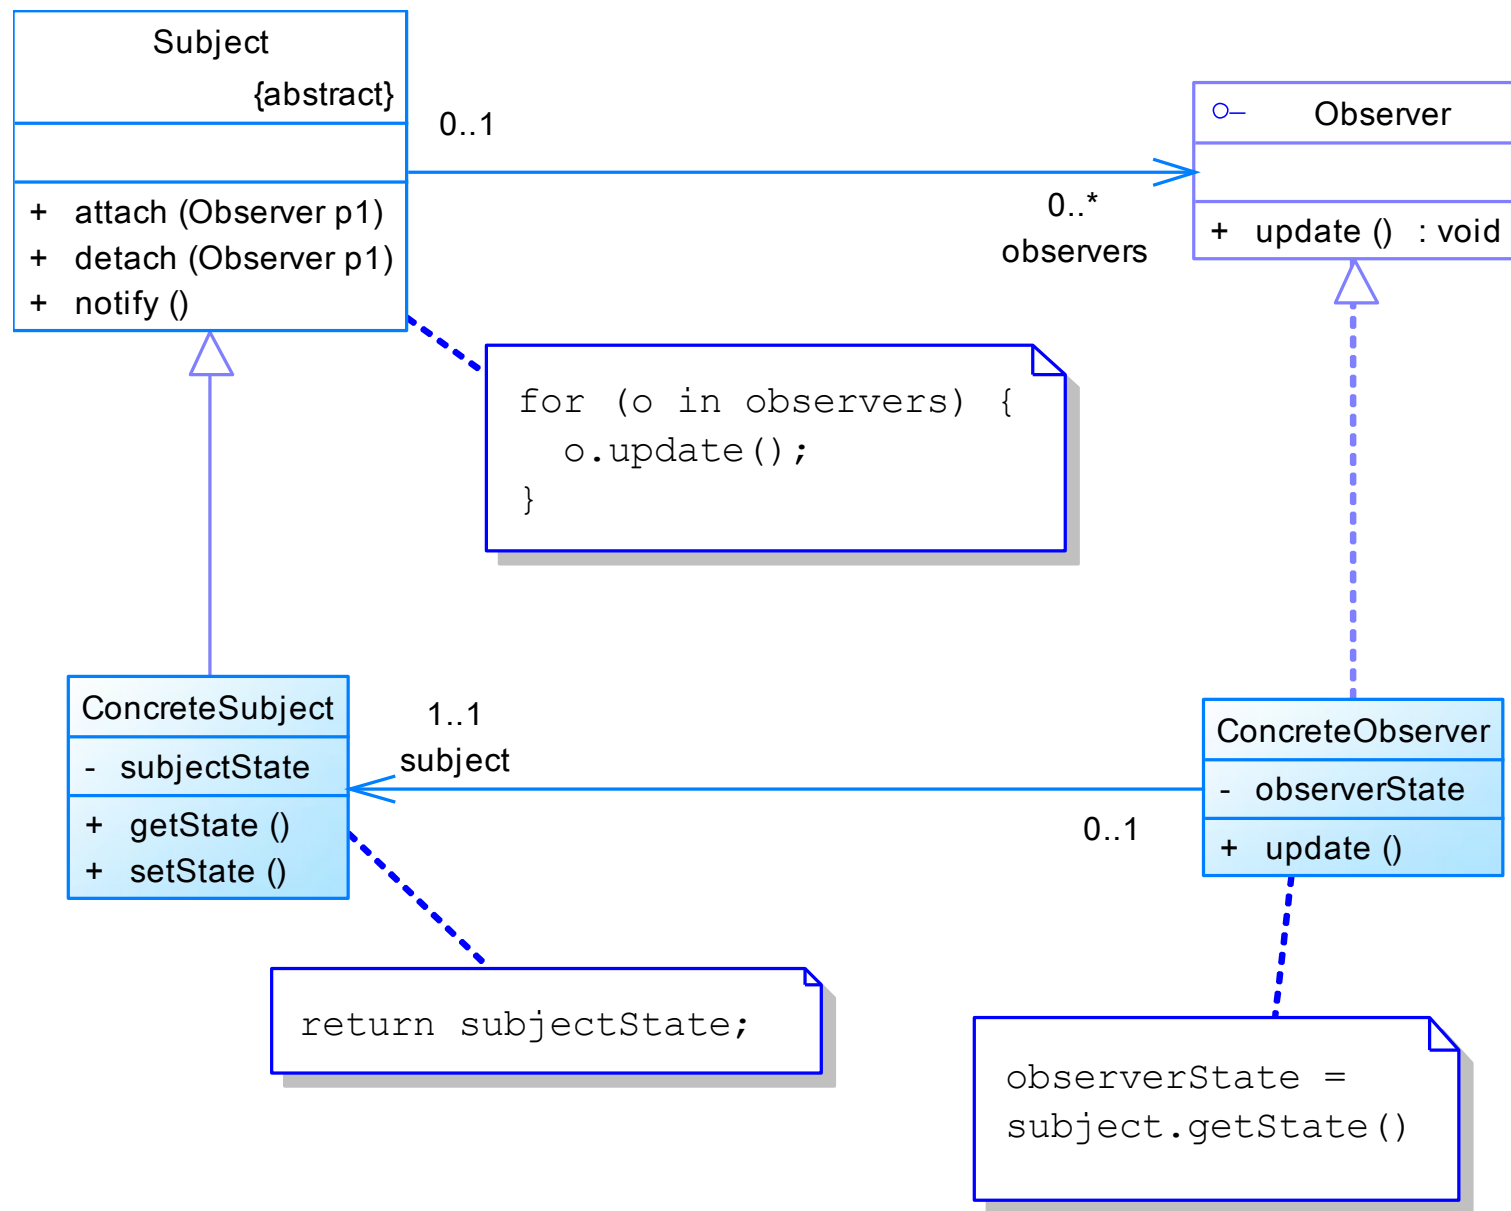 Subject
{abstract}
+ attach (Observer p1)
+ detach (Observer p1)
+ notify ()
0..1
0..*
observers
Observer
+ update () : void
for (o in observers) {
  o.update();
}
ConcreteSubject
- subjectState
+ getState ()
+ setState ()
1..1
subject
0..1
ConcreteObserver
- observerState
+ update ()
return subjectState;
observerState =
subject.getState()